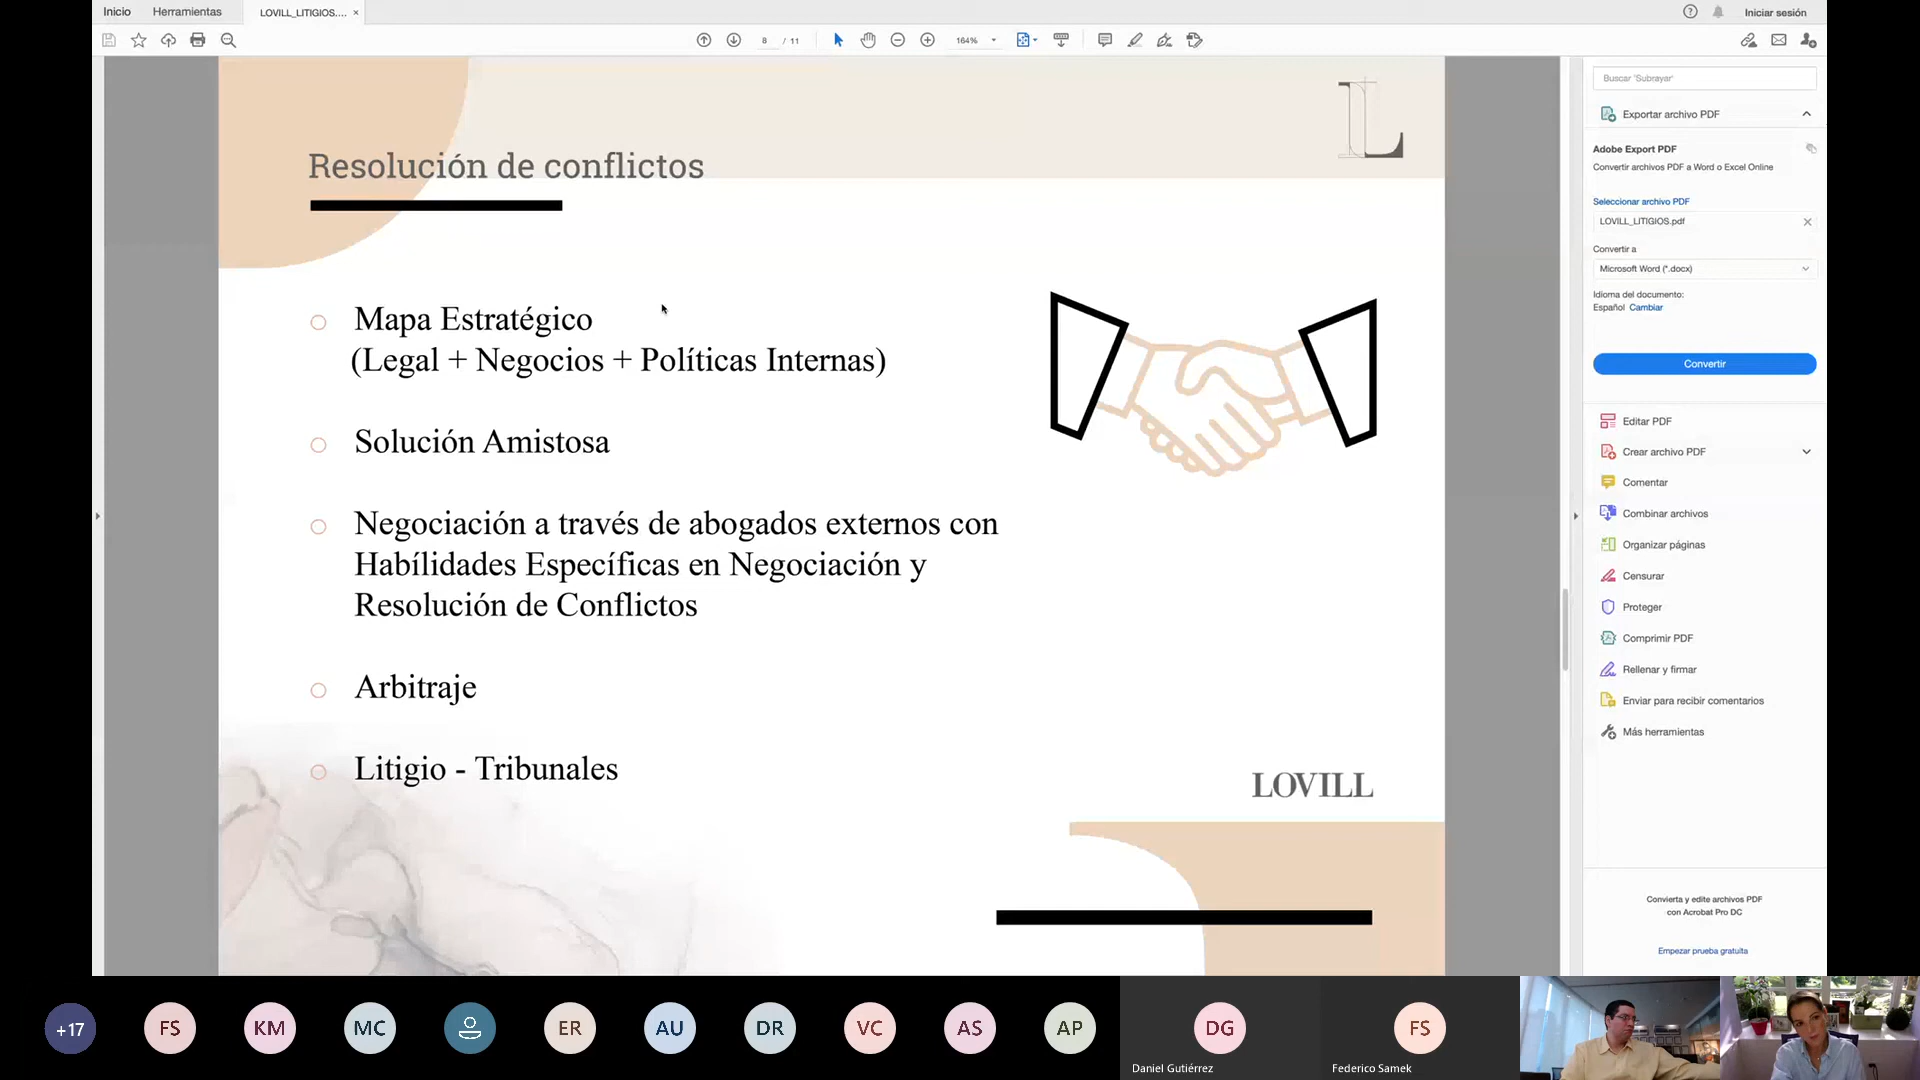 Inicio
Herramientas
LOVILL_LITIGIOS....
Iniciar sesión
8 / 11
164%
Resolución de conflictos
L
Mapa Estratégico
(Legal + Negocios + Políticas Internas)
Solución Amistosa
Negociación a través de abogados externos con
Habílidades Específicas en Negociación y
Resolución de Conflictos
Arbitraje
Litigio - Tribunales
LOVILL
Buscar 'Subrayar'
Exportar archivo PDF
Adobe Export PDF
Convertir archivos PDF a Word o Excel Online
Seleccionar archivo PDF
LOVILL_LITIGIOS.pdf
Convertir a
Microsoft Word (*.docx)
Idioma del documento:
Español Cambiar
Convertir
Editar PDF
Crear archivo PDF
Comentar
Combinar archivos
Organizar páginas
Censurar
Proteger
Comprimir PDF
Rellenar y firmar
Enviar para recibir comentarios
Más herramientas
Convierta y edite archivos PDF
con Acrobat Pro DC
Empezar prueba gratuita
+17
FS
KM
MC
ER
AU
DR
VC
AS
AP
DG
FS
Daniel Gutiérrez
Federico Samek